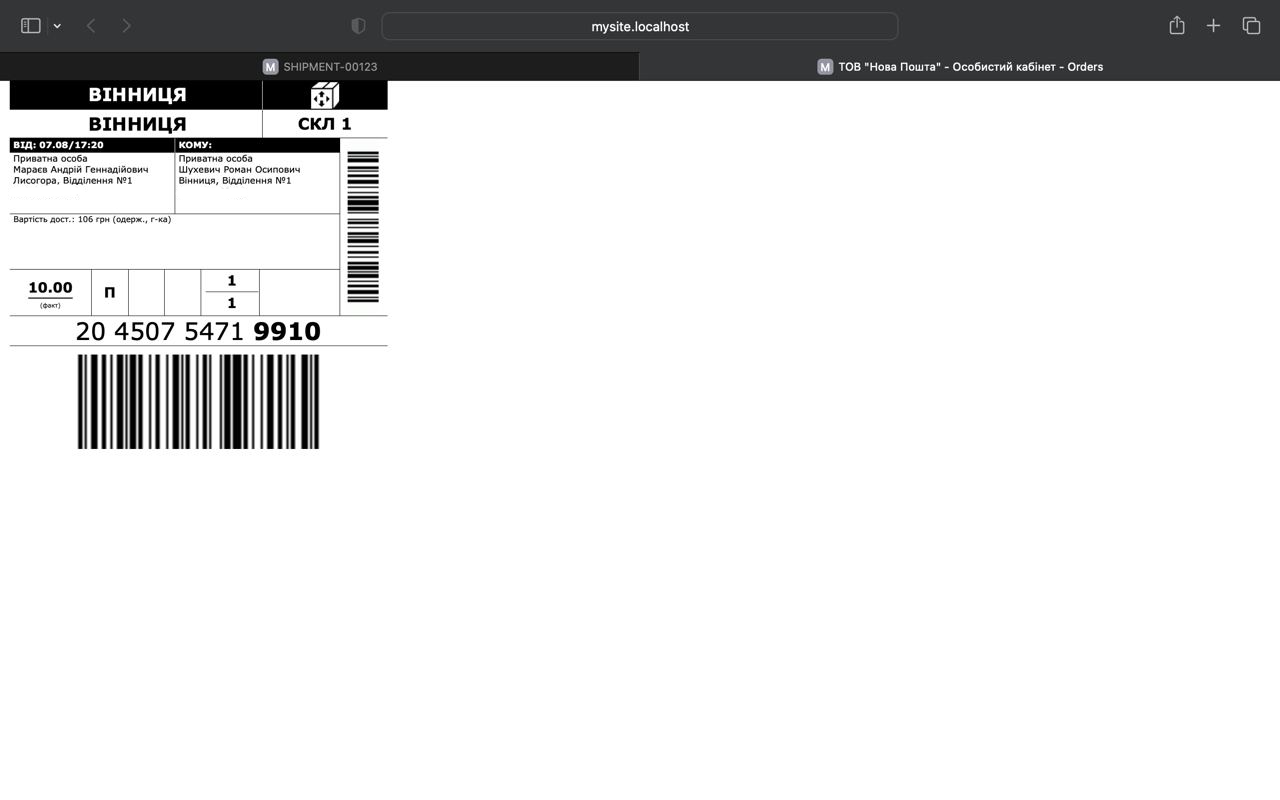 mysite.localhost
M SHIPMENT-00123
M ТОВ "Нова Пошта" - Особистий кабінет - Orders
ВІННИЦЯ
ВІННИЦЯ СКЛ 1
ВІД: 07.08/17:20 КОМУ:
Приватна особа Приватна особа
Мараєв Андрій Геннадійович Шухевич Роман Осипович
Лисогора, Відділення №1 Вінниця, Відділення №1
Вартість дост.: 106 грн (одерж., г-ка)
10.00 П 1
(факт) 1
20 4507 5471 9910